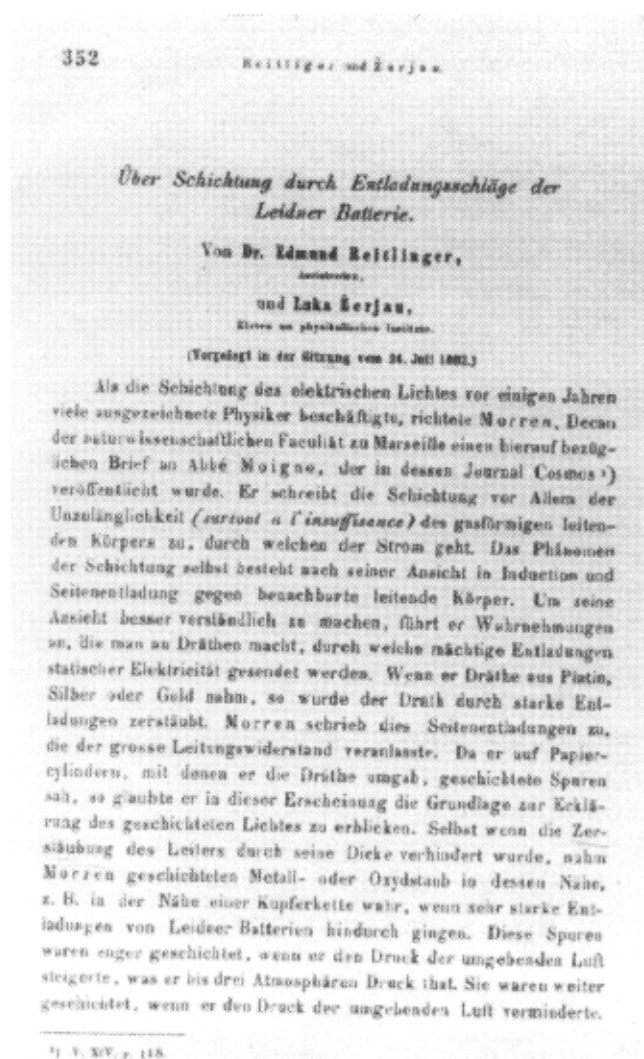 352
Reitlinger und Žerjau.
Über Schichtung durch Entladungsschläge der
Leidner Batterie.
Von Dr. Edmund Reitlinger,
Assistenten,
und Luka Žerjau,
Eleven am physikalischen Institute.
(Vorgelegt in der Sitzung vom 24. Juli 1862.)
Als die Schichtung des elektrischen Lichtes vor einigen Jahren
viele ausgezeichnete Physiker beschäftigte, richtete Morren, Decan
der naturwissenschaftlichen Facultät zu Marseille einen hierauf bezüg-
lichen Brief an Abbé Moigno, der in dessen Journal Cosmos ¹)
veröffentlicht wurde. Er schreibt die Schichtung vor Allem der
Unzulänglichkeit (surtout a l'insuffisance) des gasförmigen leiten-
den Körpers zu, durch welchen der Strom geht. Das Phänomen
der Schichtung selbst besteht nach seiner Ansicht in Induction und
Seitenentladung gegen benachbarte leitende Körper. Um seine
Ansicht besser verständlich zu machen, führt er Wahrnehmungen
an, die man an Dräthen macht, durch welche mächtige Entladungen
statischer Elektricität gesendet werden. Wenn er Dräthe aus Platin,
Silber oder Gold nahm, so wurde der Drath durch starke Ent-
ladungen zerstäubt. Morren schrieb dies Seitenentladungen zu,
die der grosse Leitungswiderstand veranlasste. Da er auf Papier-
cylindern, mit denen er die Dräthe umgab, geschichtete Spuren
sah, so glaubte er in dieser Erscheinung die Grundlage zur Erklä-
rung des geschichteten Lichtes zu erblicken. Selbst wenn die Zer-
stäubung des Leiters durch seine Dicke verhindert wurde, nahm
Morren geschichteten Metall- oder Oxydstaub in dessen Nähe,
z. B. in der Nähe einer Kupferkette wahr, wenn sehr starke Ent-
ladungen von Leidner Batterien hindurch gingen. Diese Spuren
waren enger geschichtet, wenn er den Druck der umgebenden Luft
steigerte, was er bis drei Atmosphären Druck that. Sie waren weiter
geschichtet, wenn er den Druck der umgebenden Luft verminderte.
¹) V. XIV, p. 118.